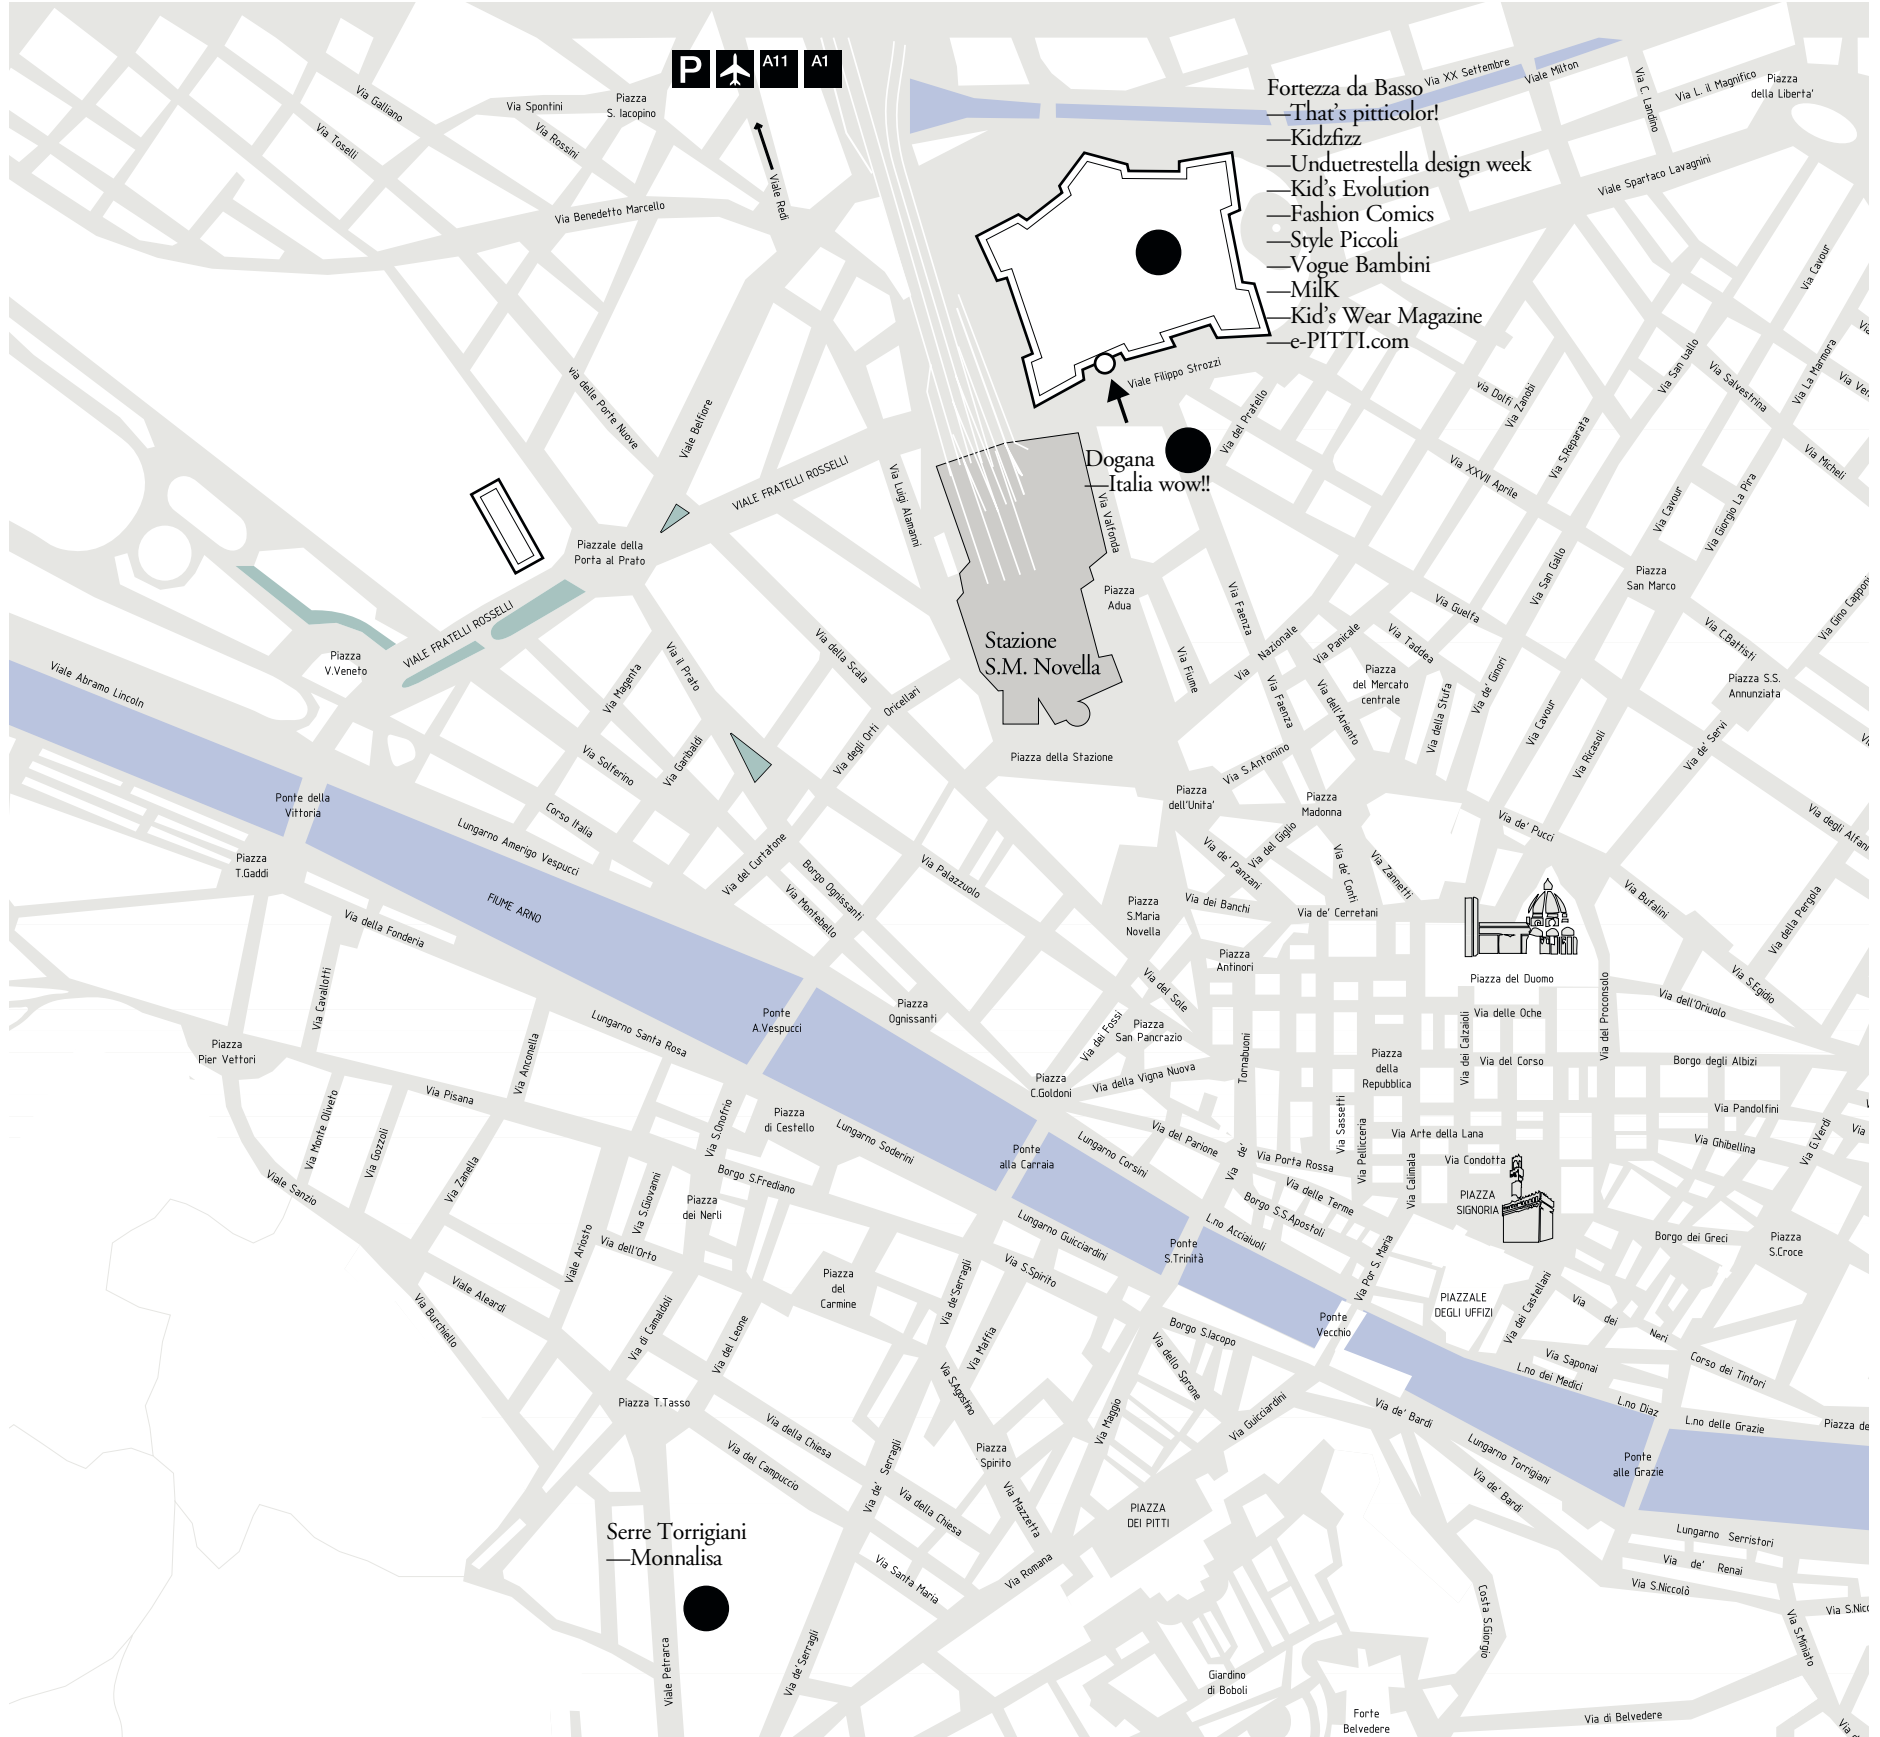 P
A11
A1
Fortezza da Basso
—That's pitticolor!
—Kidzfizz
—Unduetrestella design week
—Kid's Evolution
—Fashion Comics
—Style Piccoli
—Vogue Bambini
—MilK
—Kid's Wear Magazine
—e-PITTI.com
Via XX Settembre
Viale Milton
Via C. Landino
Via L. il Magnifico
Piazza
della Liberta'
Via Galliano
Via Spontini
Piazza
S. Iacopino
Via Toselli
Via Rossini
Viale Redi
Via Benedetto Marcello
Viale Spartaco Lavagnini
Via Cavour
Viale Filippo Strozzi
via delle Porte Nuove
Viale Belfiore
Via del Pratello
via Dolfi
Via Zanobi
Via San Gallo
Via Salvestrina
Via La Marmora
Via S.Reparata
Dogana
—Italia wow!!
VIALE FRATELLI ROSSELLI
Via Luigi Alamanni
Via Valfonda
Via XXVII Aprile
Via Cavour
Via Giorgio La Pira
Via Micheli
Piazzale della
Porta al Prato
Piazza
Adua
Via Faenza
Via Guelfa
Via San Gallo
Piazza
San Marco
Via Gino Capponi
VIALE FRATELLI ROSSELLI
Piazza
V.Veneto
Viale Abramo Lincoln
Via Magenta
Via il Prato
Via della Scala
Stazione
S.M. Novella
Via Fiume
Via Nazionale
Via Panicale
Via Taddea
Piazza
del Mercato
centrale
Via de' Ginori
Via C.Battisti
Piazza S.S.
Annunziata
Via Faenza
Via dell'Ariento
Via della Stufa
Via Cavour
Via Ricasoli
Via de' Servi
Via Solferino
Via Garibaldi
Via degli Orti Oricellari
Piazza della Stazione
Via S.Antonino
Piazza
dell'Unita'
Piazza
Madonna
Via de' Pucci
Ponte della
Vittoria
Corso Italia
Lungarno Amerigo Vespucci
Piazza
T.Gaddi
FIUME ARNO
Via della Fonderia
Via del Curtatone
Borgo Ognissanti
Via Montebello
Via Palazzuolo
Via de' Panzani
Via del Giglio
Via de' Conti
Via Zannetti
Via dei Banchi
Via de' Cerretani
Piazza
S.Maria
Novella
Piazza
Antinori
Via Bufalini
Via della Pergola
Via S.Egidio
Piazza del Duomo
Via dell'Oriuolo
Via Cavallotti
Piazza
Pier Vettori
Lungarno Santa Rosa
Ponte
A.Vespucci
Piazza
Ognissanti
Via del Sole
Via dei Fossi
Piazza
San Pancrazio
Tornabuoni
Via delle Oche
Via dei Calzaioli
Via del Corso
Via del Proconsolo
Borgo degli Albizi
Piazza
della
Repubblica
Piazza
C.Goldoni
Via della Vigna Nuova
Via Anconella
Via Pisana
Via Monte Oliveto
Via Gozzoli
Via S.Onofrio
Piazza
di Cestello
Lungarno Soderini
Ponte
alla Carraia
Lungarno Corsini
Via del Parione
Via de'
Via Porta Rossa
Via Sassetti
Via Pellicceria
Via Arte della Lana
Via Calimala
Via Condotta
PIAZZA
SIGNORIA
Via Pandolfini
Via Ghibellina
Via G.Verdi
Viale Sanzio
Via Zanella
Borgo S.Frediano
Via S.Giovanni
Piazza
dei Nerli
Viale Ariosto
Via dell'Orto
Via delle Terme
Borgo S.S.Apostoli
L.no Acciaiuoli
Lungarno Guicciardini
Ponte
S.Trinità
Via Por S. Maria
Borgo dei Greci
Piazza
S.Croce
Viale Aleardi
Via Burchiello
Via di Camaldoli
Via del Leone
Piazza
del
Carmine
Via de'Serragli
Via S.Spirito
Via Maffia
Borgo S.Iacopo
Via dello Sprone
Ponte
Vecchio
PIAZZALE
DEGLI UFFIZI
Via dei Castellani
Via dei Neri
Via Saponai
L.no dei Medici
Corso dei Tintori
L.no Diaz
L.no delle Grazie
Piazza T.Tasso
Via della Chiesa
Via del Campuccio
Via S.Agostino
Piazza
Spirito
Via Maggio
Via Guicciardini
Via de' Bardi
Lungarno Torrigiani
Via de' Bardi
Ponte
alle Grazie
Via de' Serragli
Via della Chiesa
Via Mazzetta
PIAZZA
DEI PITTI
Serre Torrigiani
—Monnalisa
Via Santa Maria
Via Romana
Lungarno Serristori
Via de' Renai
Via S.Niccolò
Costa S.Giorgio
Via S.Miniato
Viale Petrarca
Via de'Serragli
Giardino
di Boboli
Forte
Belvedere
Via di Belvedere